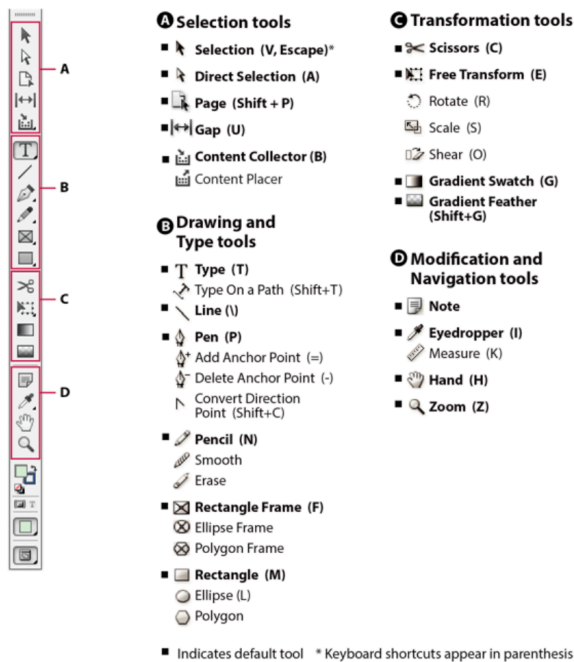 A
B
C
D
A Selection tools
■ Selection (V, Escape)*
■ Direct Selection (A)
■ Page (Shift + P)
■ Gap (U)
■ Content Collector (B)
Content Placer
B Drawing and
Type tools
■ T Type (T)
Type On a Path (Shift+T)
■ Line (\)
■ Pen (P)
Add Anchor Point (=)
Delete Anchor Point (-)
Convert Direction
Point (Shift+C)
■ Pencil (N)
Smooth
Erase
■ Rectangle Frame (F)
Ellipse Frame
Polygon Frame
■ Rectangle (M)
Ellipse (L)
Polygon
C Transformation tools
■ Scissors (C)
■ Free Transform (E)
Rotate (R)
Scale (S)
Shear (O)
■ Gradient Swatch (G)
■ Gradient Feather
(Shift+G)
D Modification and
Navigation tools
■ Note
■ Eyedropper (I)
Measure (K)
■ Hand (H)
■ Zoom (Z)
■ Indicates default tool * Keyboard shortcuts appear in parenthesis